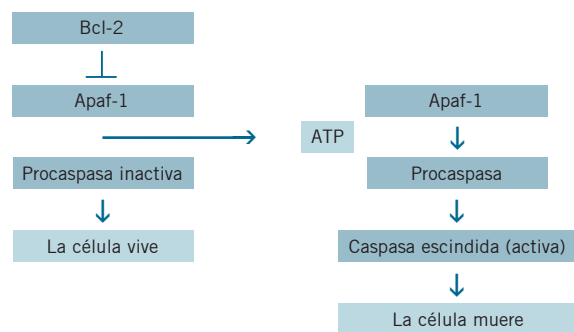 Bcl-2
Apaf-1
Procaspasa inactiva
La célula vive
ATP
Apaf-1
Procaspasa
Caspasa escindida (activa)
La célula muere